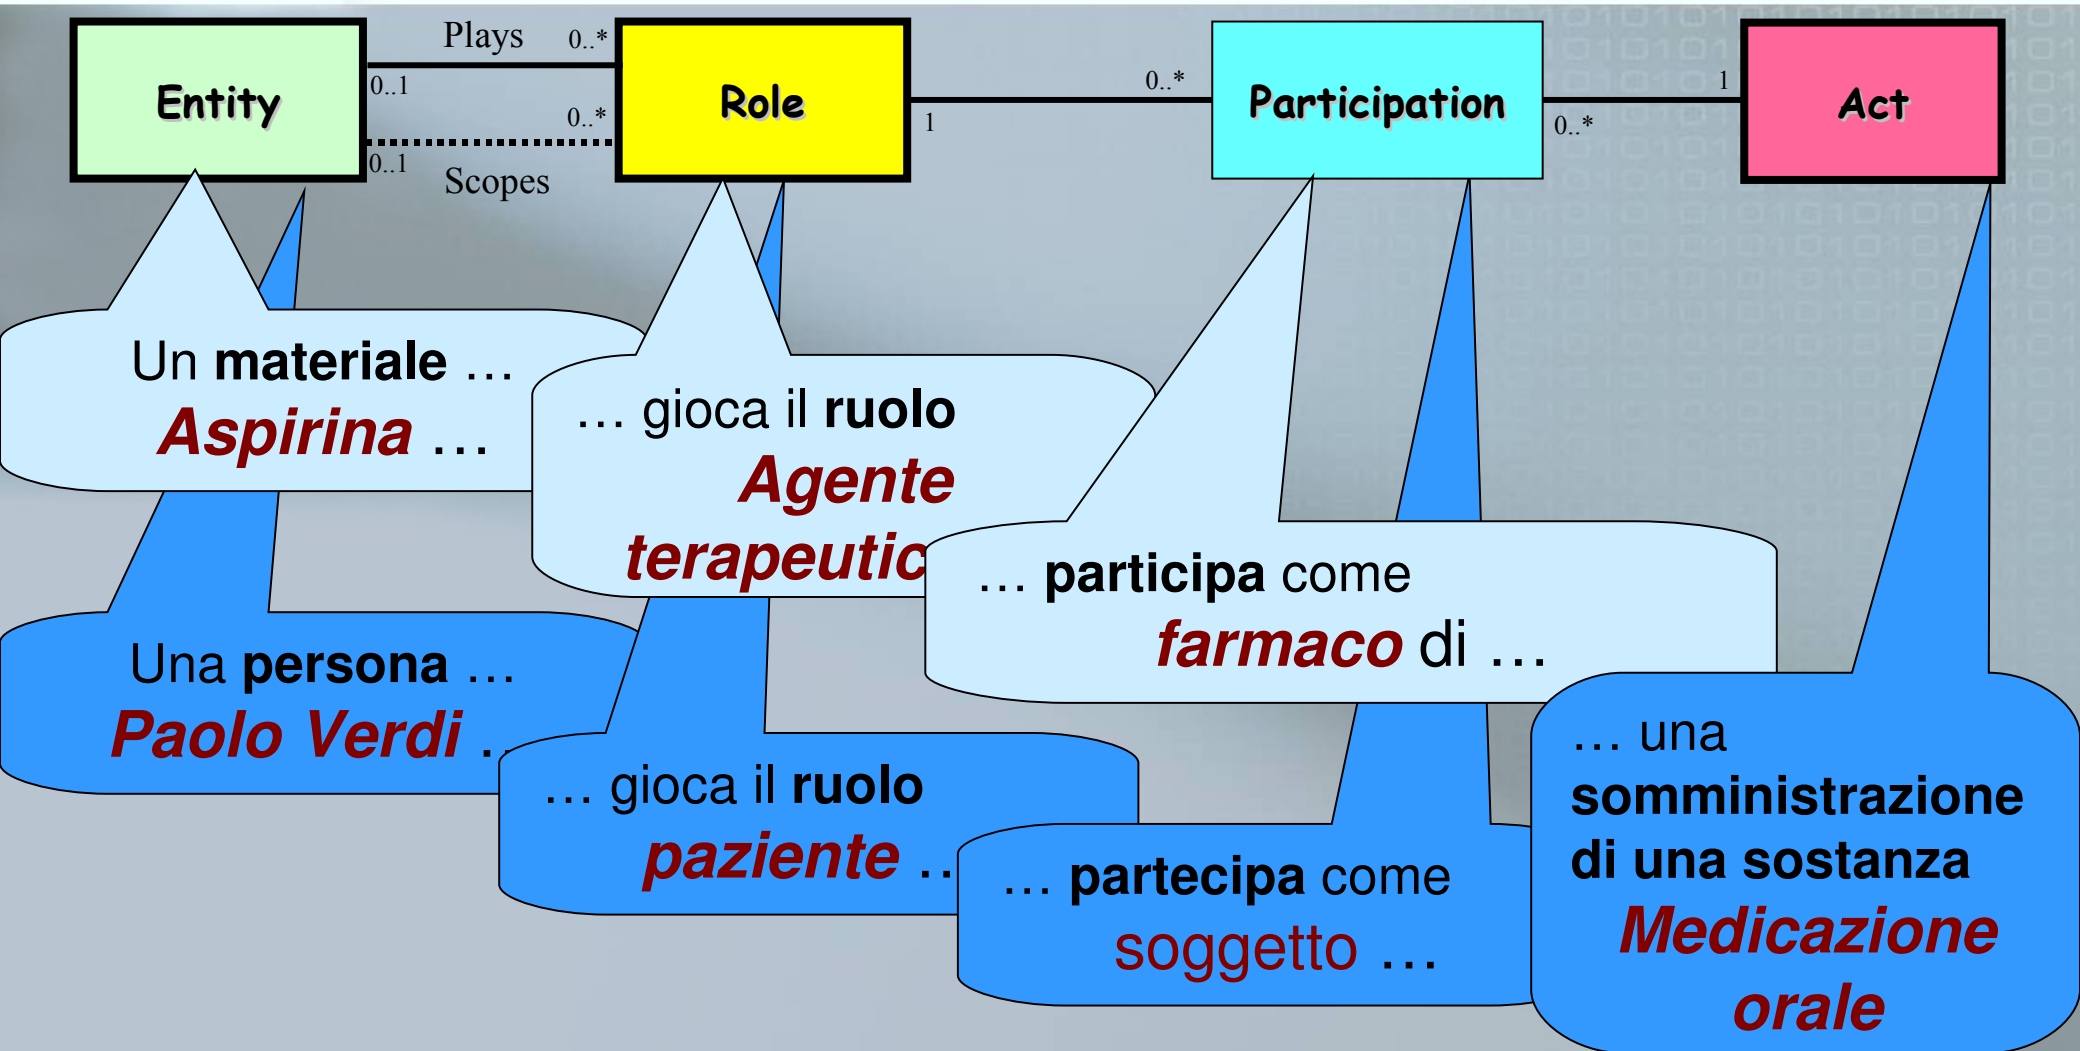 Plays
0..*
Entity
0..1
Role
0..*
0..1
Scopes
1
0..*
Participation
0..*
1
Act
Un materiale …
Aspirina …
… gioca il ruolo
Agente
terapeutic
… participa come
farmaco di …
Una persona …
Paolo Verdi …
… gioca il ruolo
paziente …
… partecipa come
soggetto …
… una
somministrazione
di una sostanza
Medicazione
orale